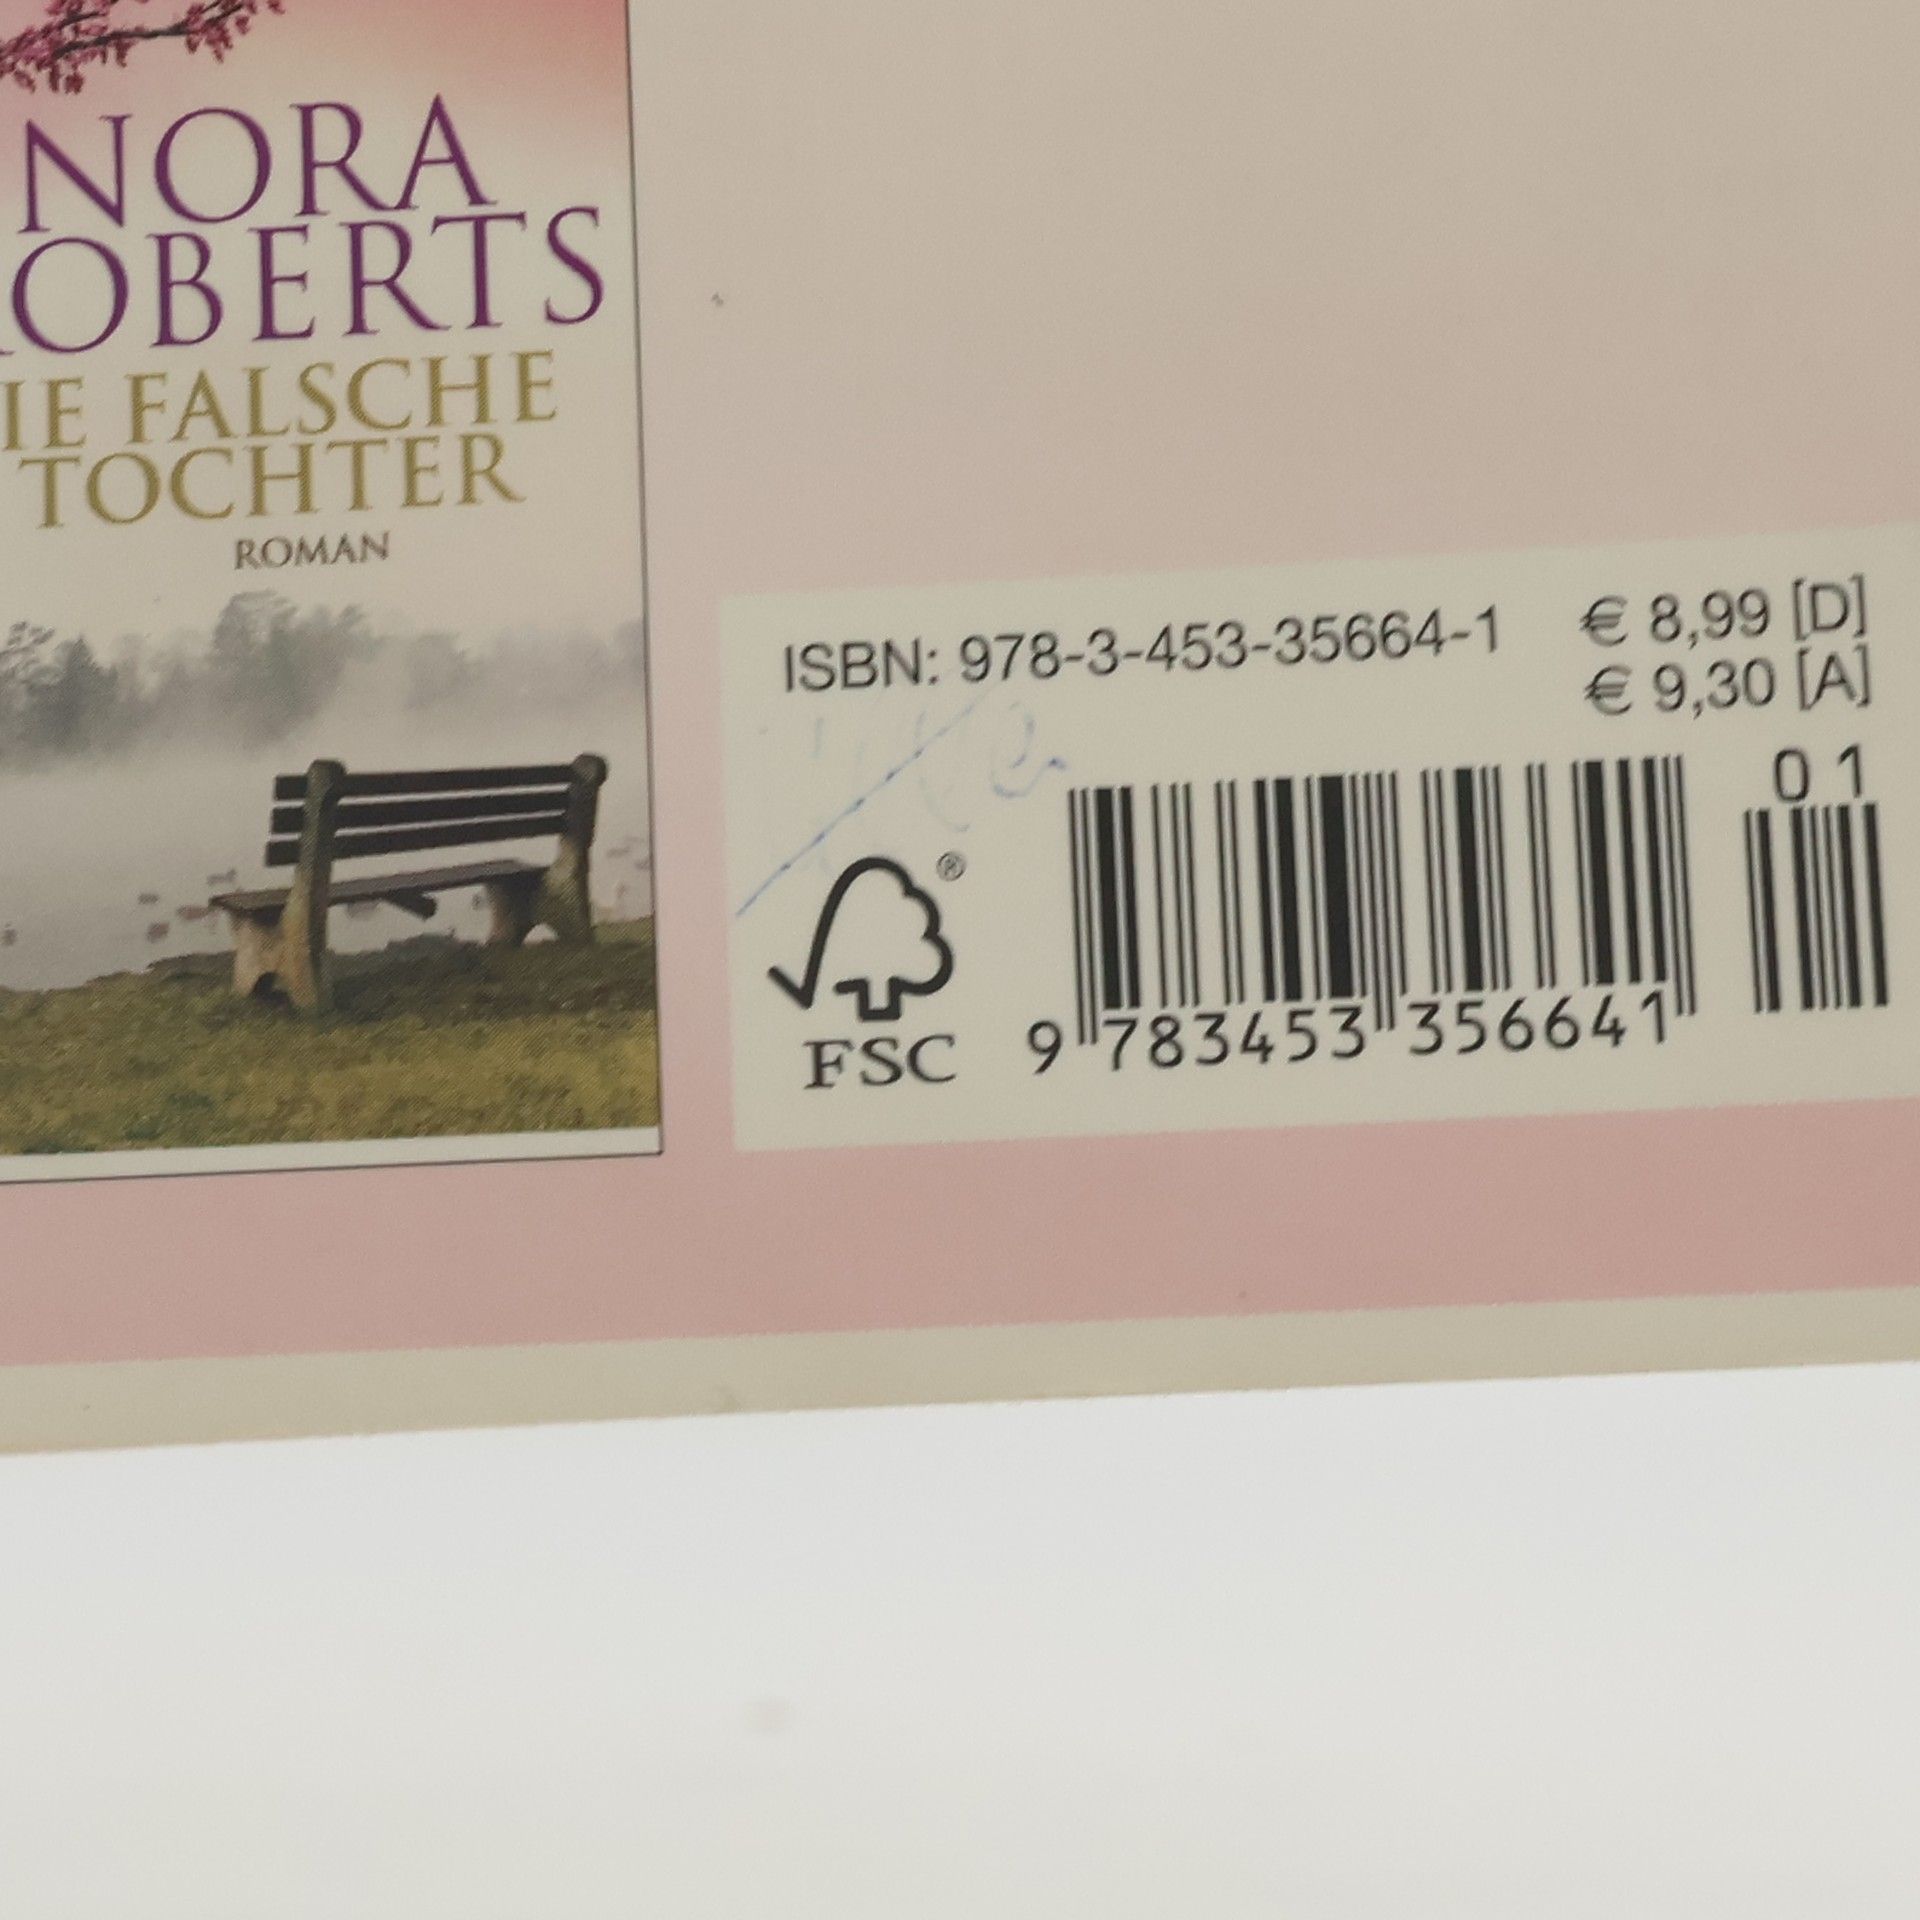 NORA
OBERTS
IE FALSCHE
TOCHTER
ROMAN
ISBN: 978-3-453-35664-1 € 8,99 [D]
€ 9,30 [A]
01
®
FSC
9 783453 356641